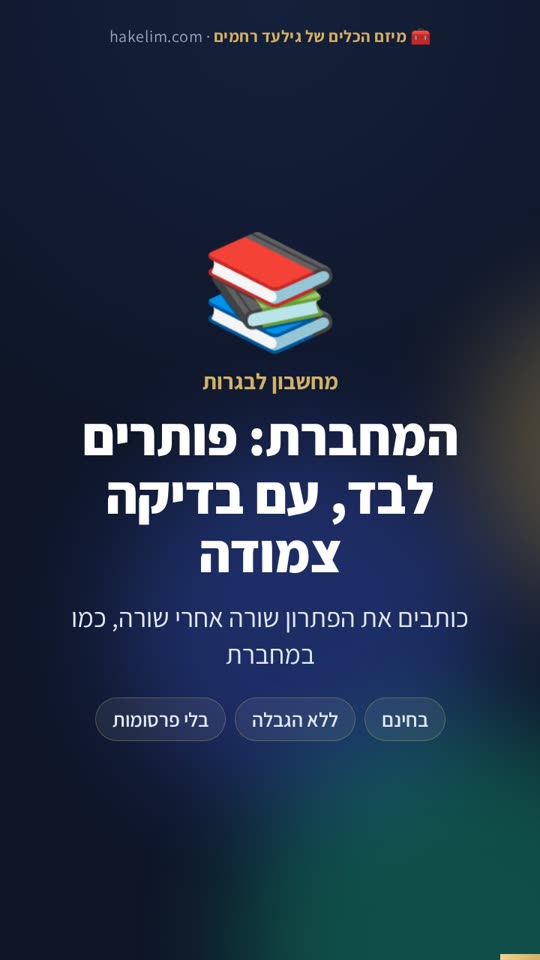 🧰 מיזם הכלים של גילעד רחמים · hakelim.com
מחשבון לבגרות
המחברת: פותרים
לבד, עם בדיקה
צמודה
כותבים את הפתרון שורה אחרי שורה, כמו
במחברת
בחינם
ללא הגבלה
בלי פרסומות